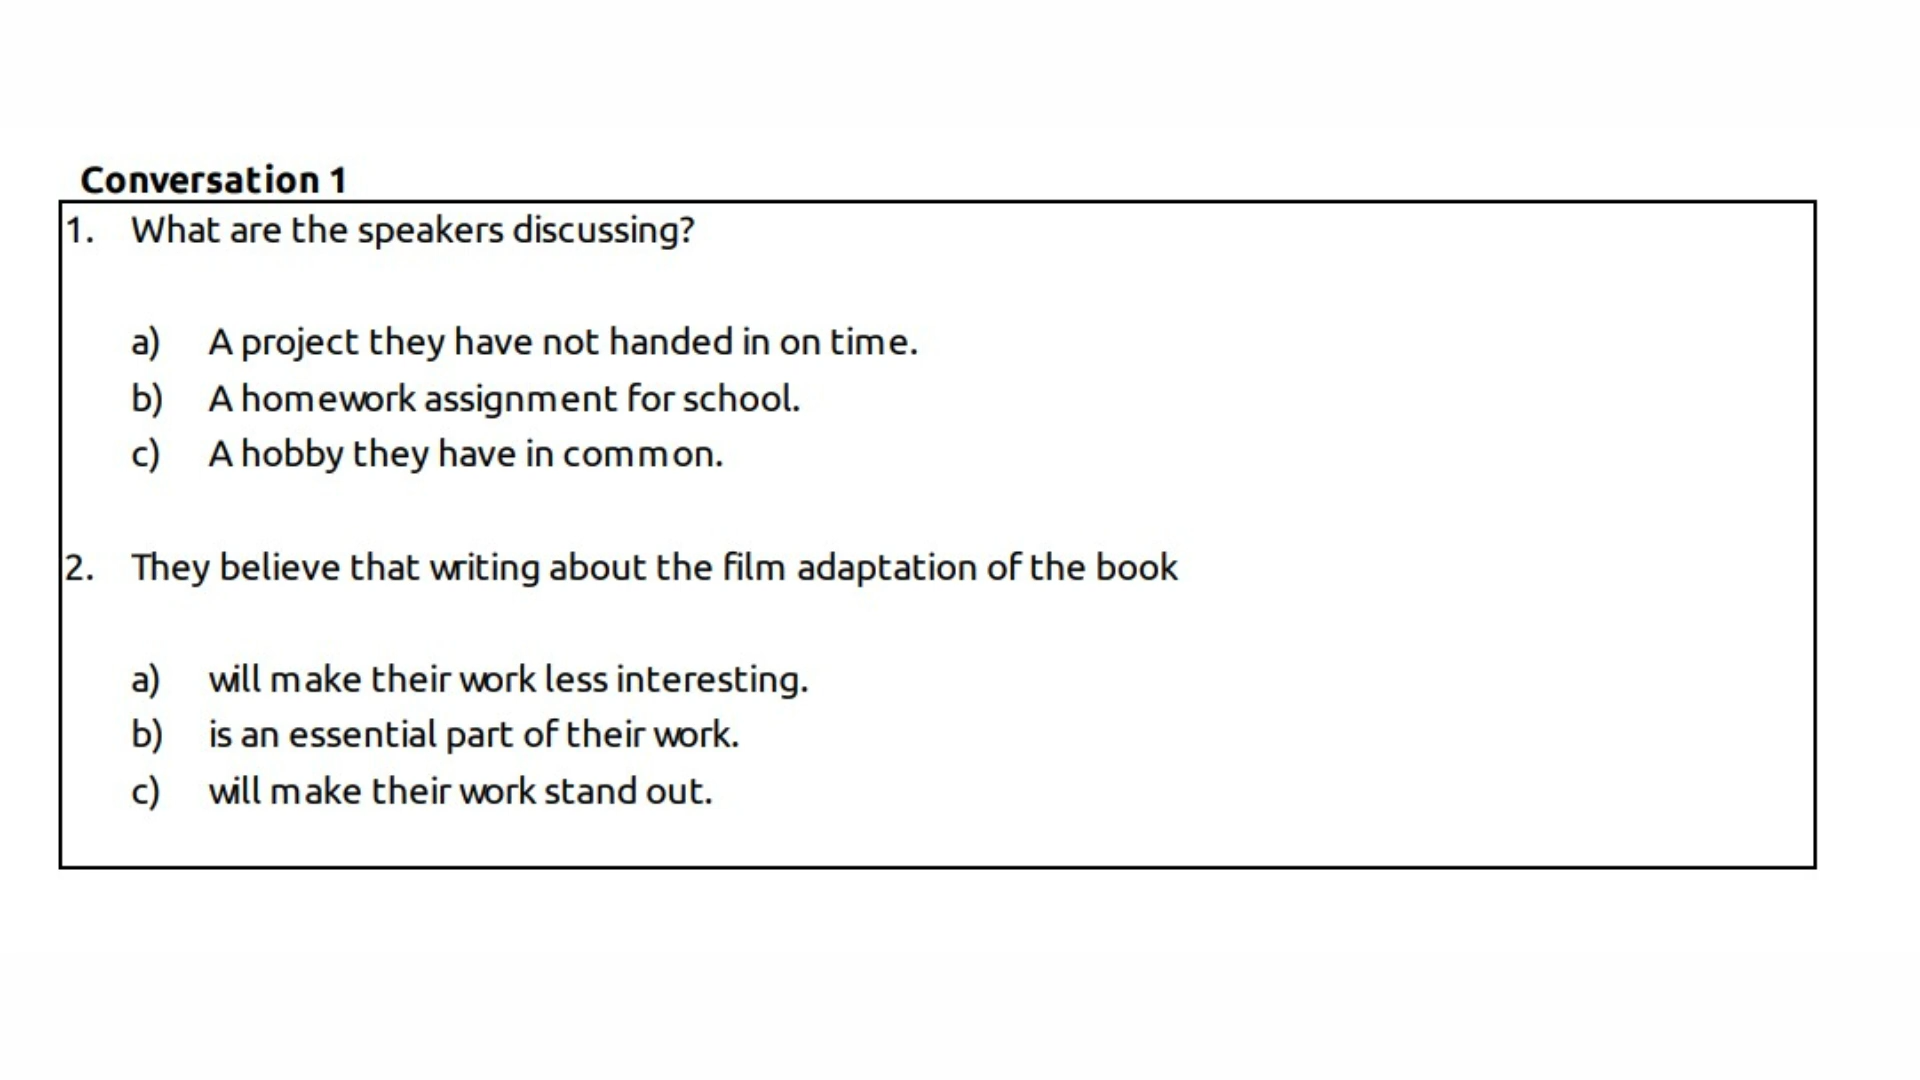 Conversation 1
1. What are the speakers discussing?
a) A project they have not handed in on time.
b) A homework assignment for school.
c) A hobby they have in common.
2. They believe that writing about the film adaptation of the book
a) will make their work less interesting.
b) is an essential part of their work.
c) will make their work stand out.